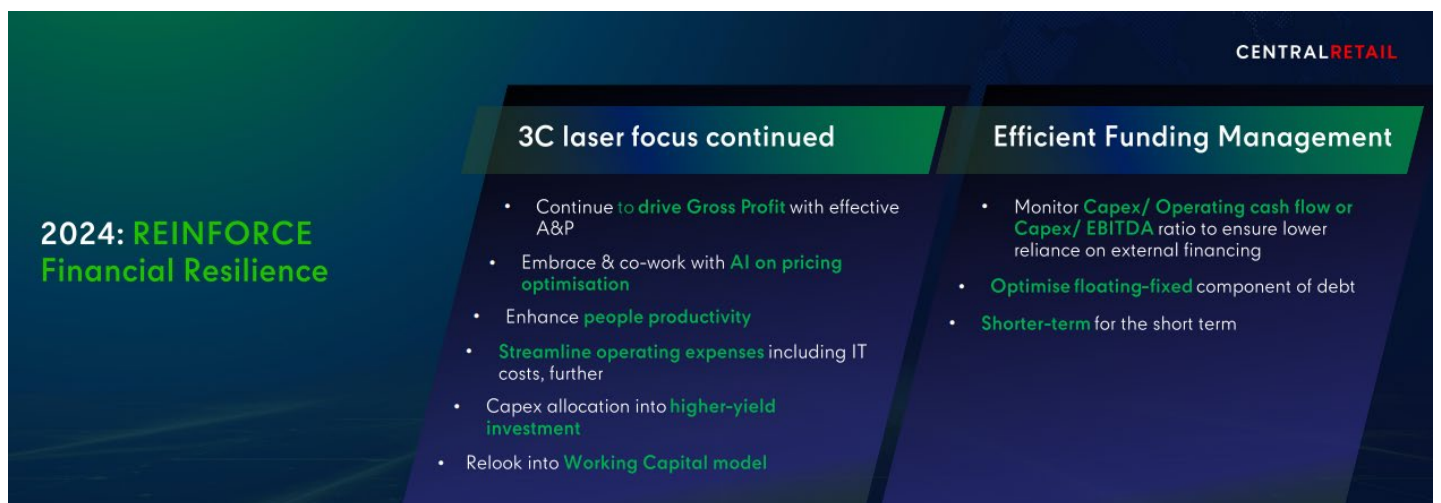 CENTRALRETAIL
2024: REINFORCE
Financial Resilience
3C laser focus continued
• Continue to drive Gross Profit with effective
A&P
• Embrace & co-work with AI on pricing
optimisation
• Enhance people productivity
• Streamline operating expenses including IT
costs, further
• Capex allocation into higher-yield
investment
• Relook into Working Capital model
Efficient Funding Management
• Monitor Capex/ Operating cash flow or
Capex/ EBITDA ratio to ensure lower
reliance on external financing
• Optimise floating-fixed component of debt
• Shorter-term for the short term